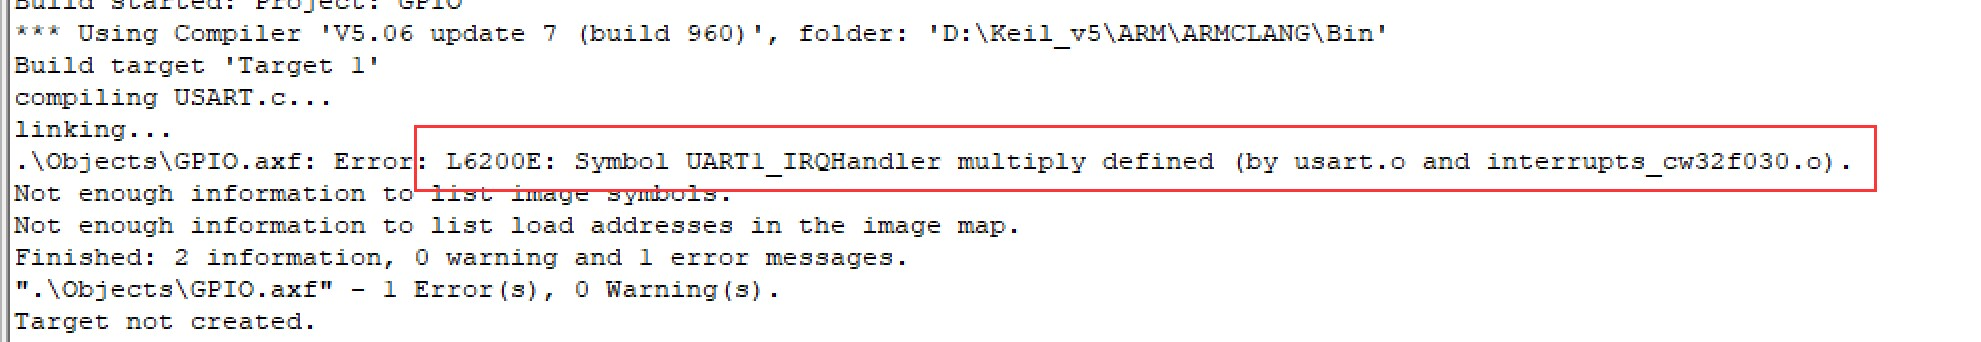 Build started: Project: GPIO
*** Using Compiler 'V5.06 update 7 (build 960)', folder: 'D:\Keil_v5\ARM\ARMCLANG\Bin'
Build target 'Target 1'
compiling USART.c...
linking...
.\Objects\GPIO.axf: Error: L6200E: Symbol UART1_IRQHandler multiply defined (by usart.o and interrupts_cw32f030.o).
Not enough information to list image symbols.
Not enough information to list load addresses in the image map.
Finished: 2 information, 0 warning and 1 error messages.
".\Objects\GPIO.axf" - 1 Error(s), 0 Warning(s).
Target not created.